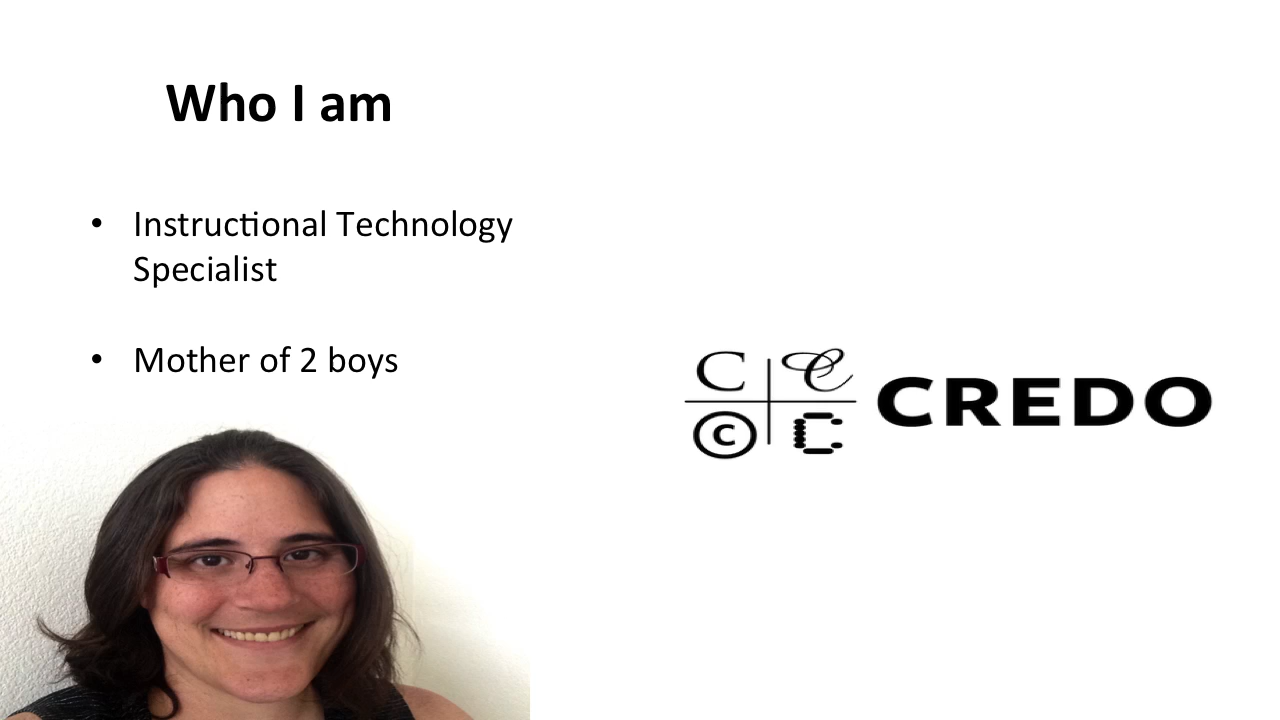 Who I am
• Instructional Technology
Specialist
• Mother of 2 boys
C C
© C
CREDO